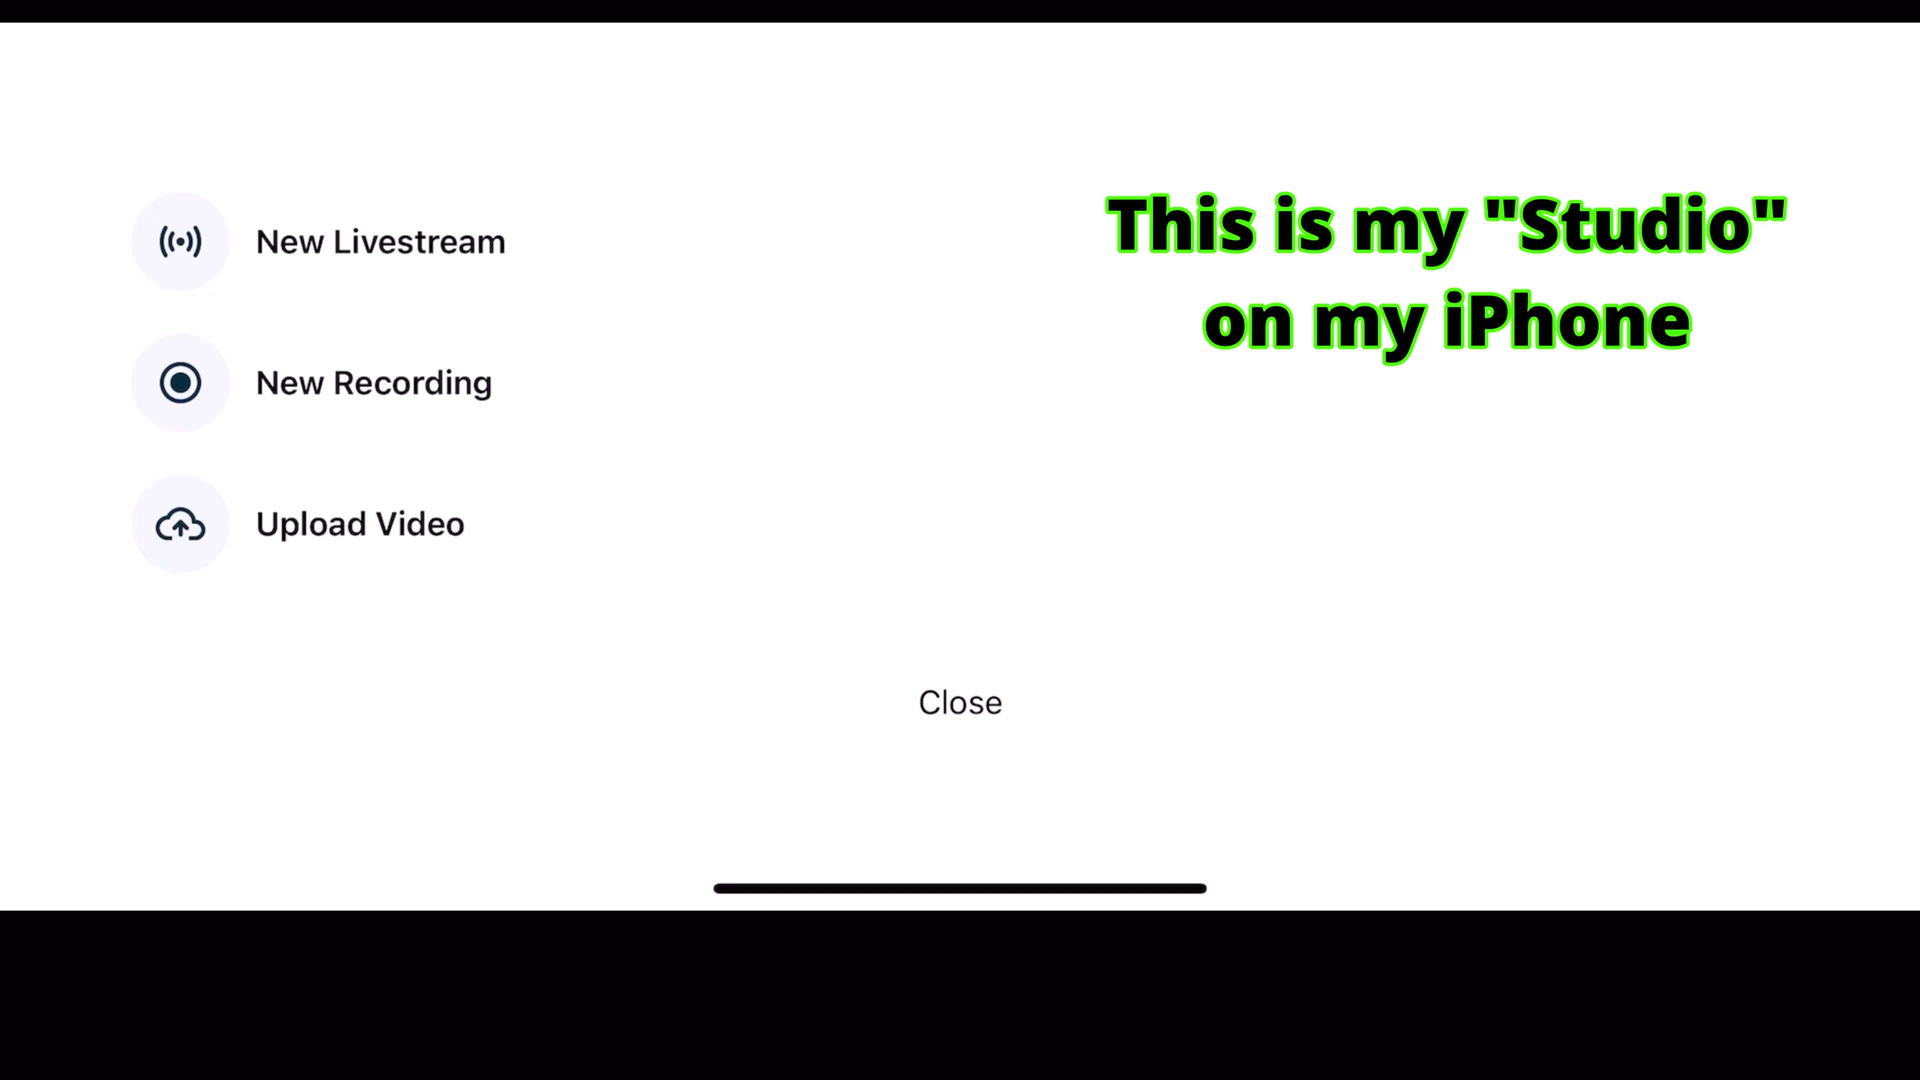 New Livestream
New Recording
Upload Video
This is my "Studio"
on my iPhone
Close